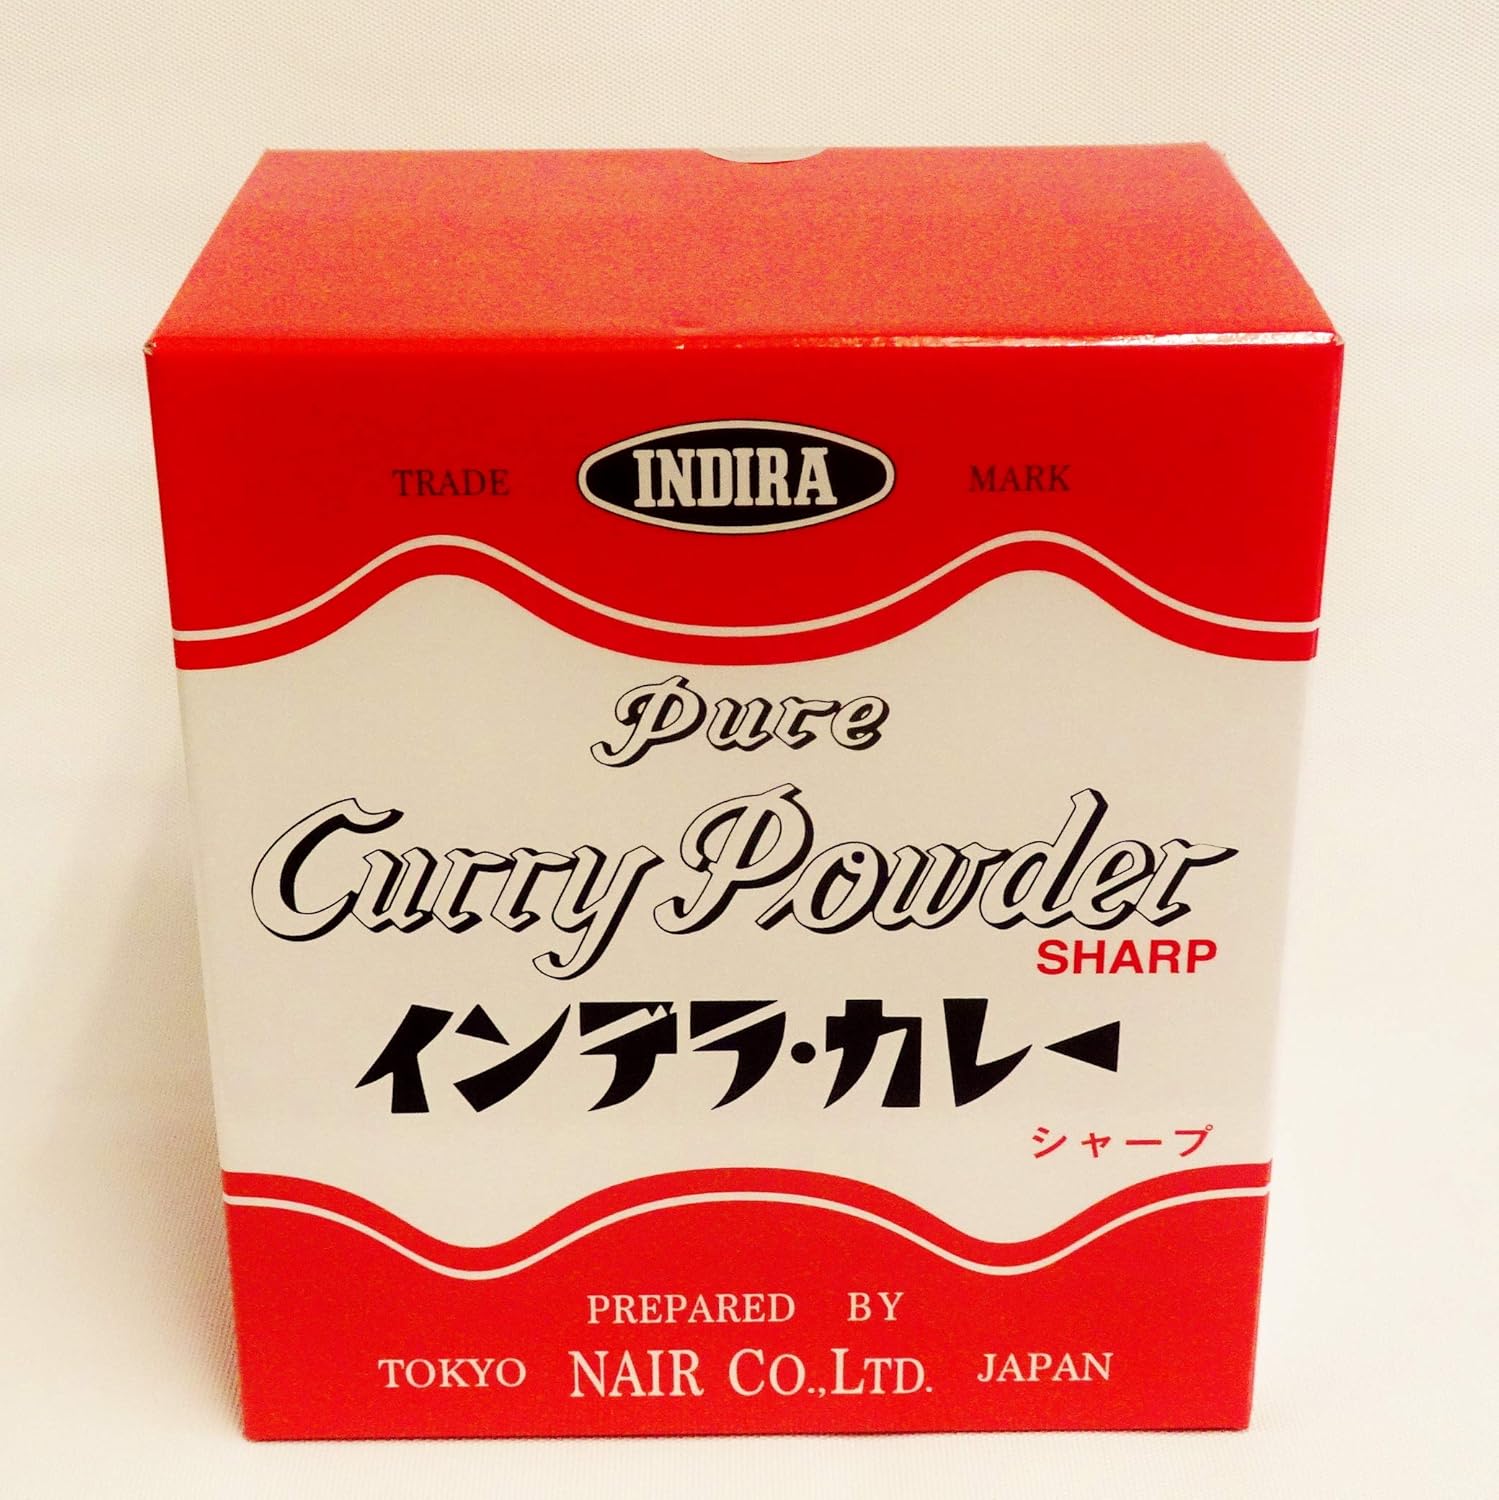 TRADE INDIRA MARK
Pure
Curry Powder
SHARP
インデラ・カレー
シャープ
PREPARED BY
TOKYO NAIR CO.,LTD. JAPAN